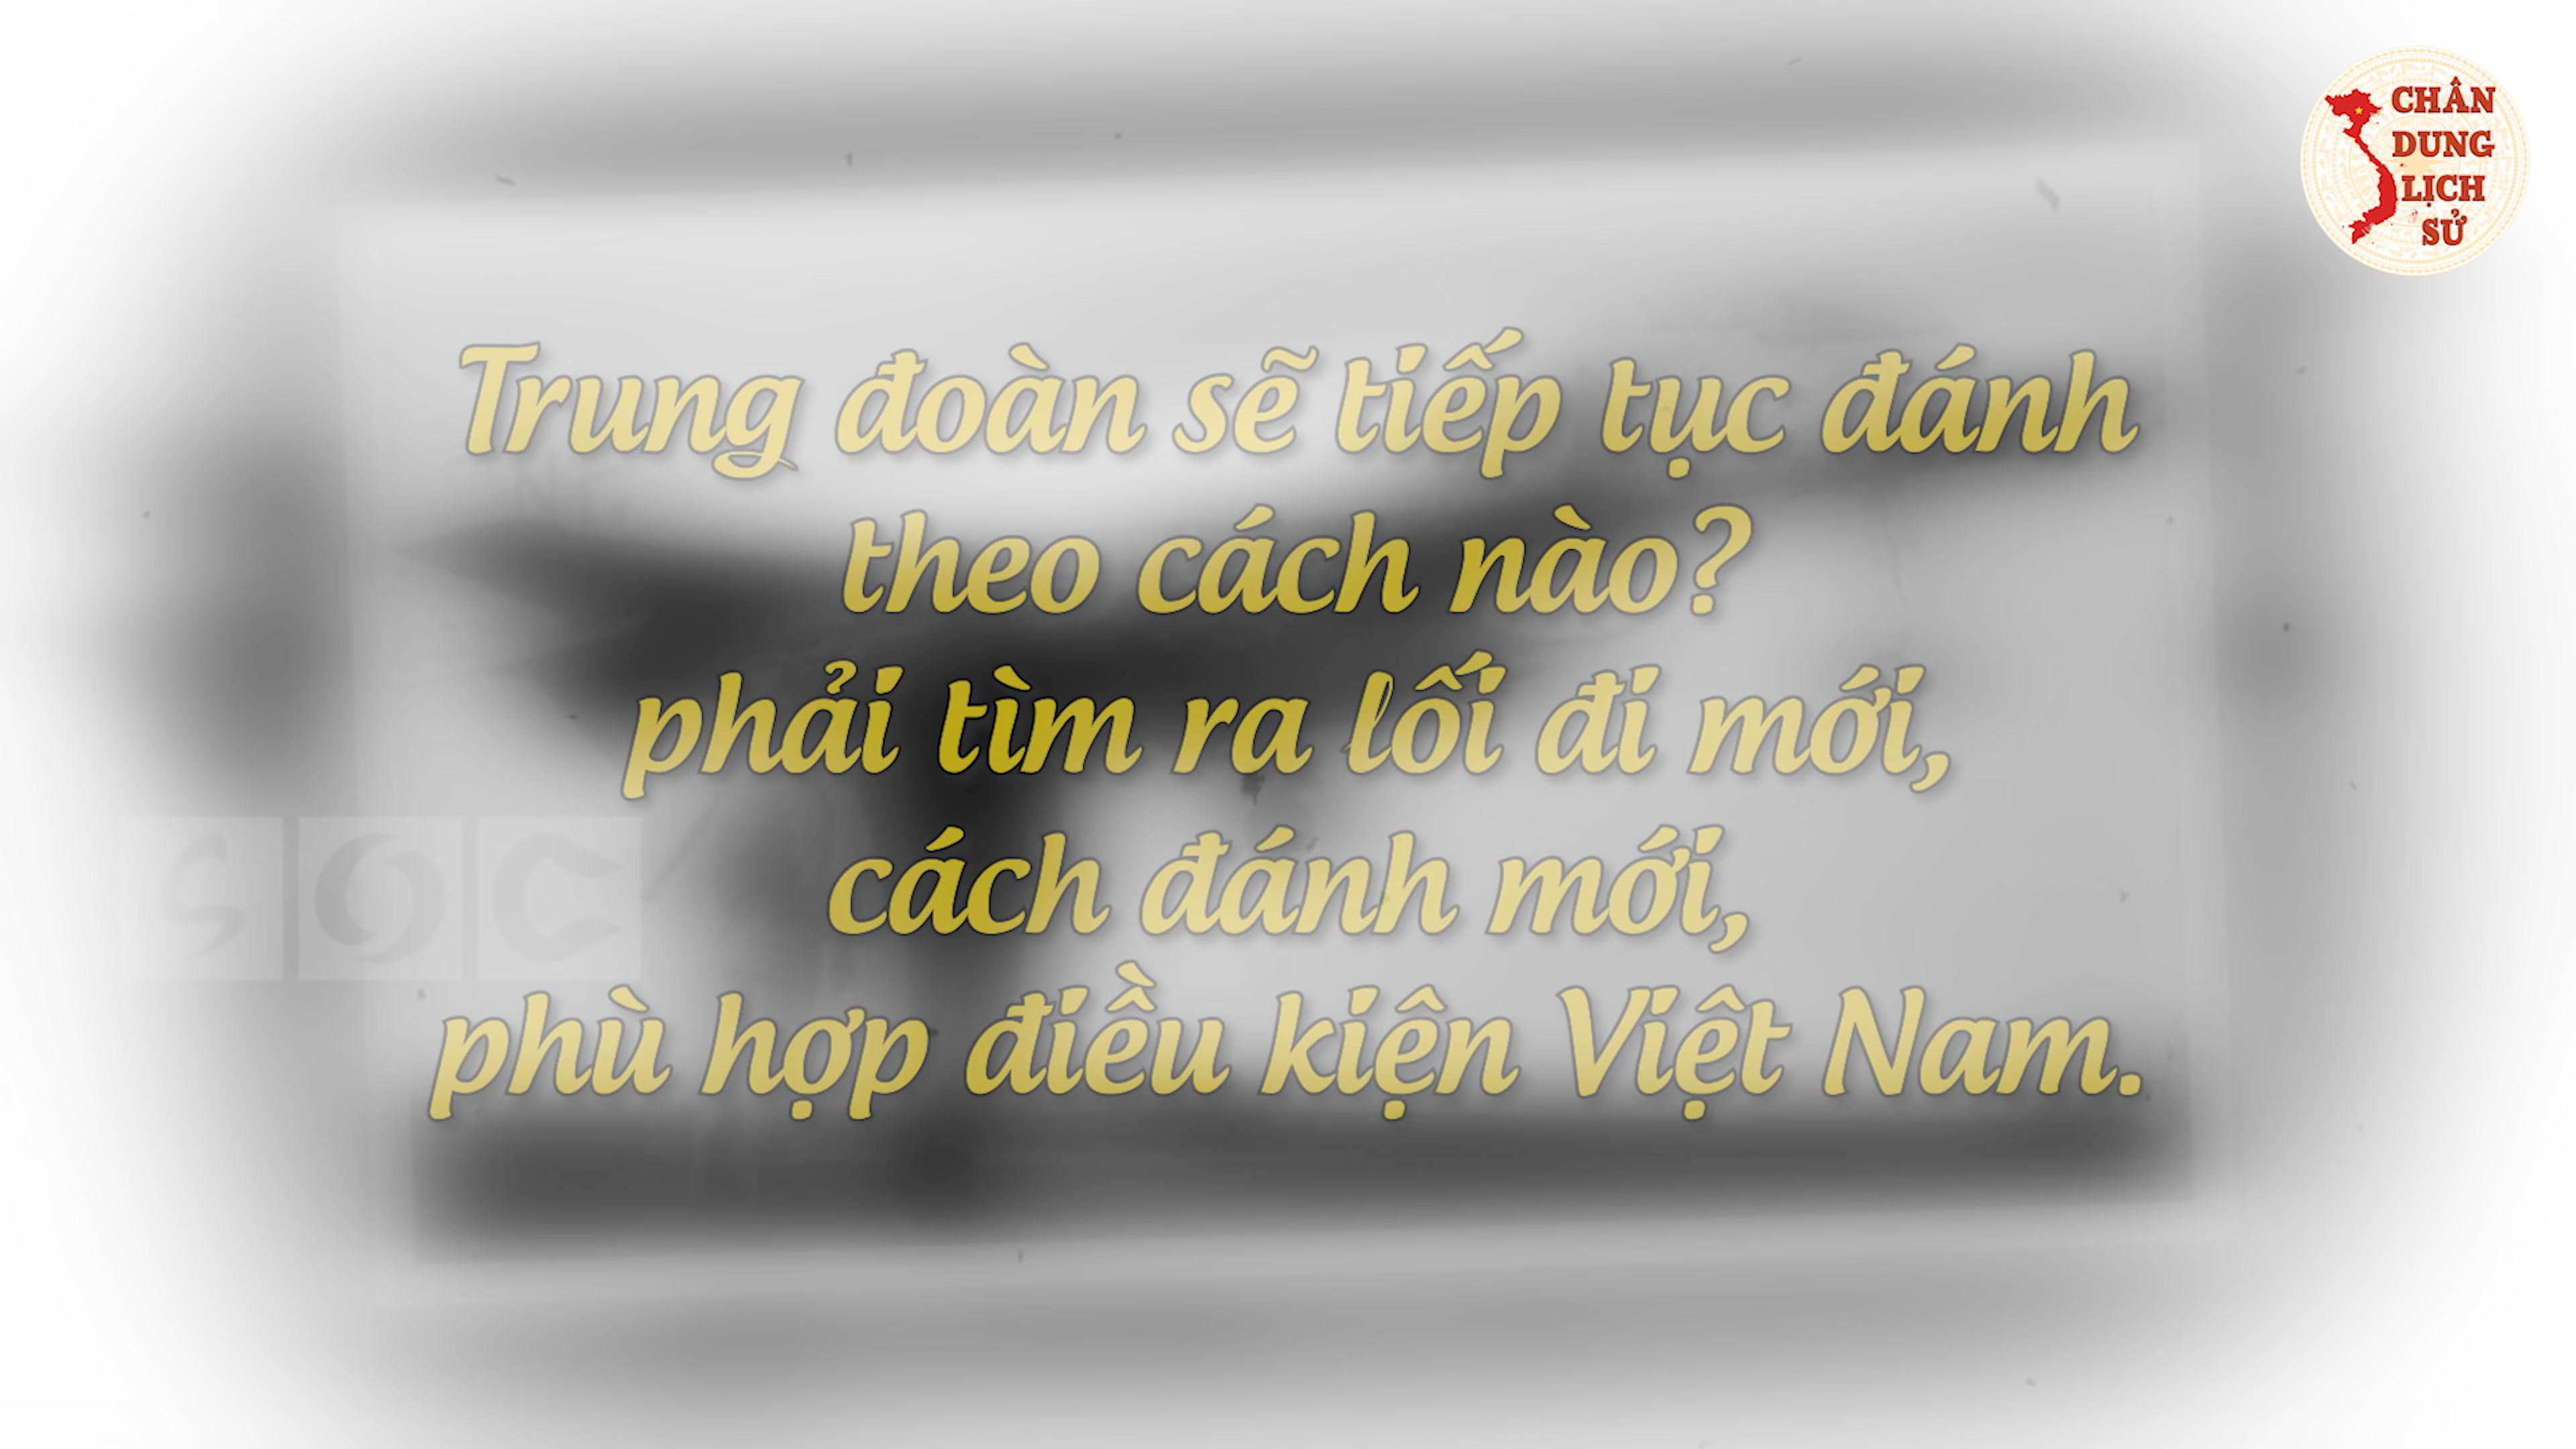 CHÂN
DUNG
LỊCH
SỬ
Trung đoàn sẽ tiếp tục đánh
theo cách nào?
phải tìm ra lối đi mới,
cách đánh mới,
phù hợp điều kiện Việt Nam.
SOC